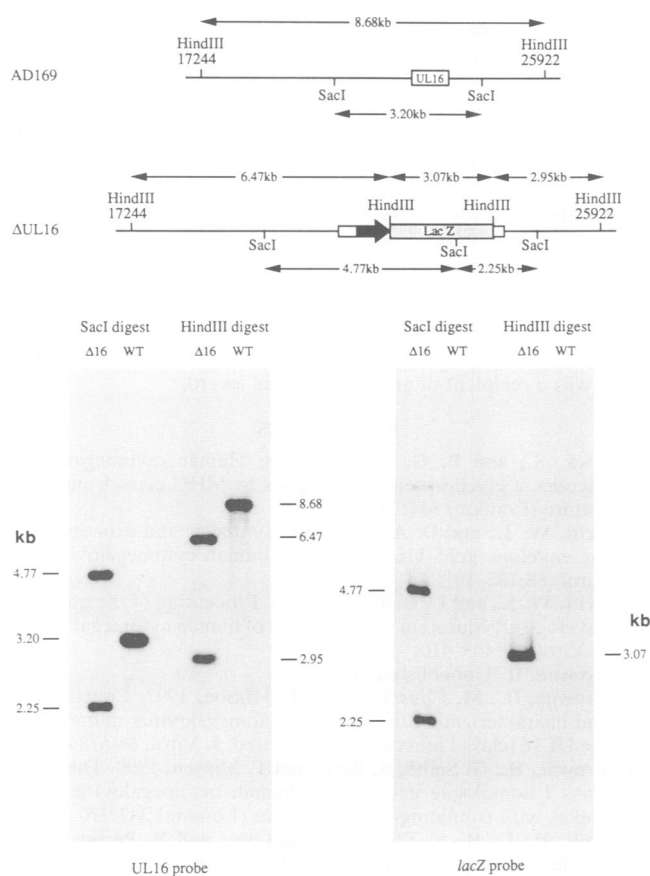 8.68kb
HindIII HindIII
17244 25922
AD169
UL16
SacI SacI
3.20kb
6.47kb 3.07kb 2.95kb
HindIII HindIII HindIII HindIII
17244 25922
ΔUL16
Lac Z
SacI SacI SacI
4.77kb 2.25kb
SacI digest HindIII digest SacI digest HindIII digest
Δ16 WT Δ16 WT Δ16 WT Δ16 WT
8.68
6.47
kb
4.77 4.77
kb
3.20 3.07
2.95
2.25 2.25
UL16 probe lacZ probe